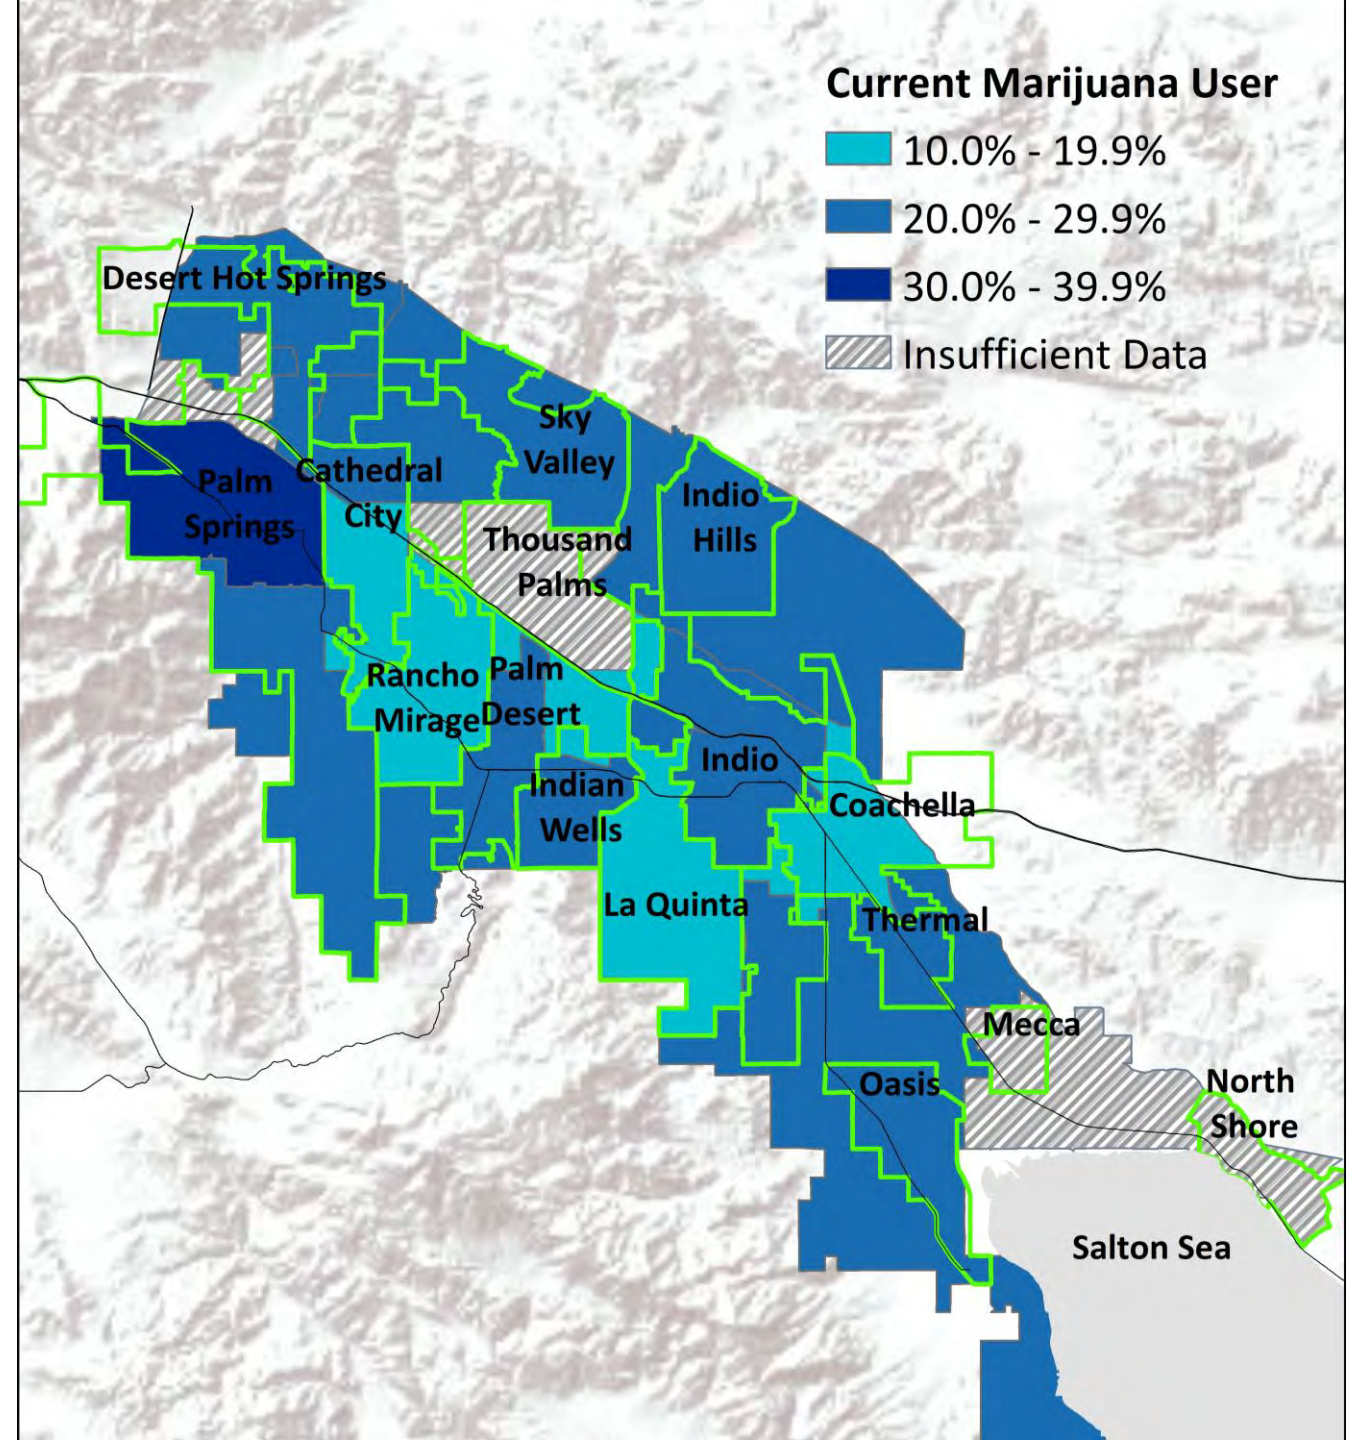 Current Marijuana User
10.0% - 19.9%
20.0% - 29.9%
30.0% - 39.9%
Insufficient Data
Desert Hot Springs
Sky
Valley
Cathedral
City
Palm
Springs
Indio
Hills
Thousand
Palms
Rancho
Mirage
Palm
Desert
Indio
Indian
Wells
Coachella
La Quinta
Thermal
Mecca
Oasis
North
Shore
Salton Sea